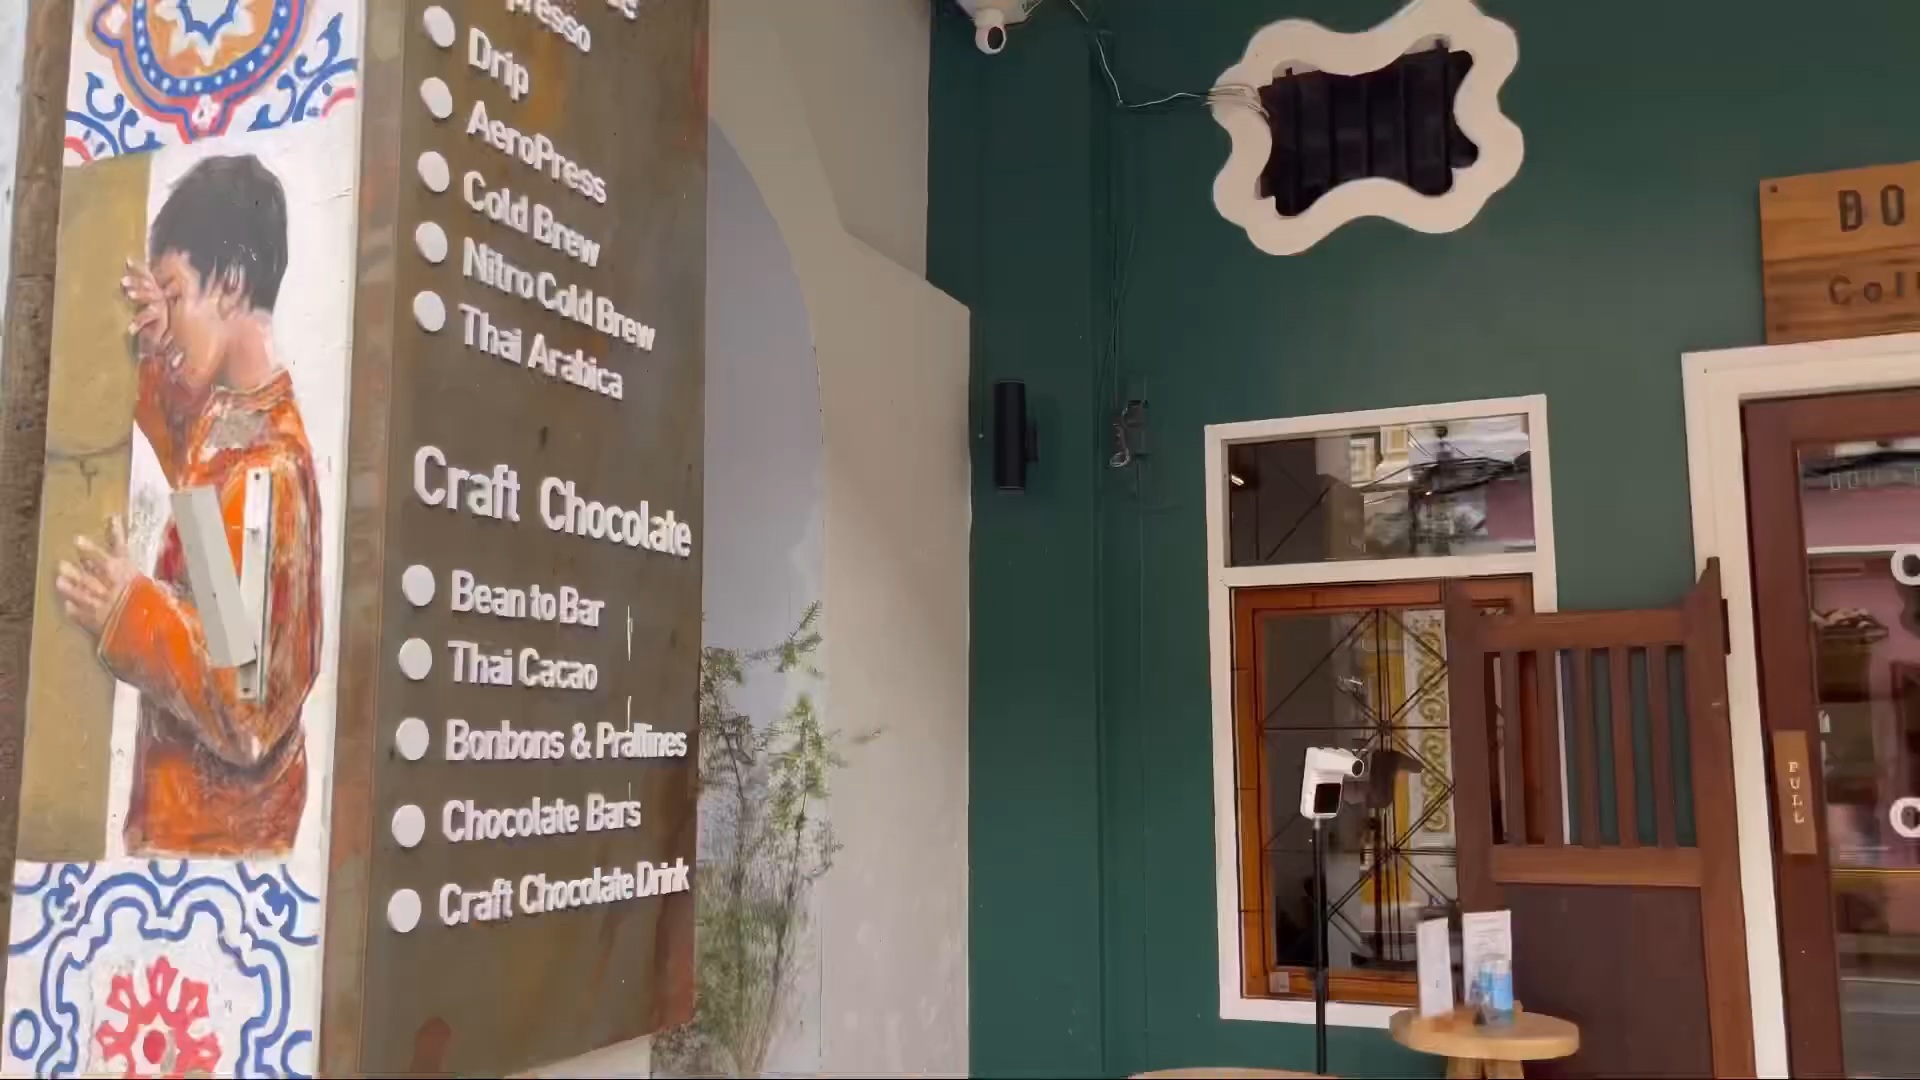 Drip
AeroPress
Cold Brew
Nitro Cold Brew
Thai Arabica
Craft Chocolate
Bean to Bar
Thai Cacao
Bonbons & Prallines
Chocolate Bars
Craft Chocolate Drink
PULL